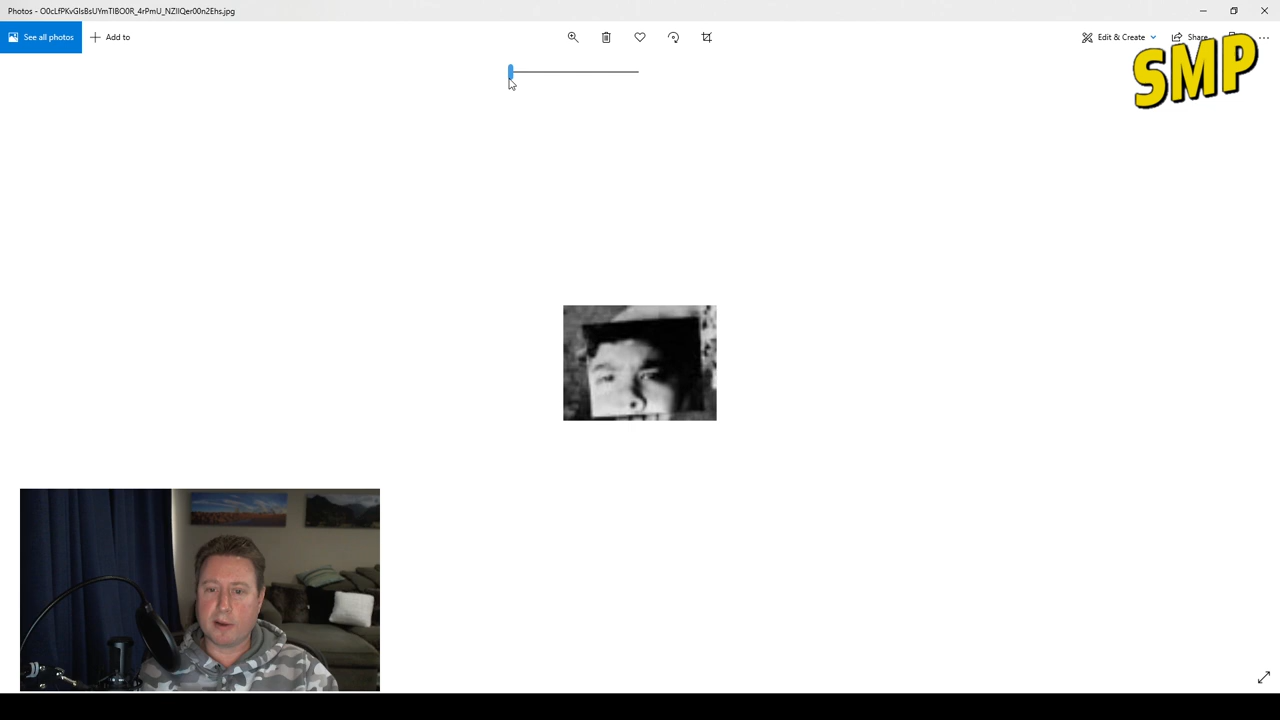 Photos - O0cLfPKvGIsBsUYmTIBO0R_4rPmU_NZIlQer00n2Ehs.jpg
See all photos
Add to
Edit & Create
Share
SMP